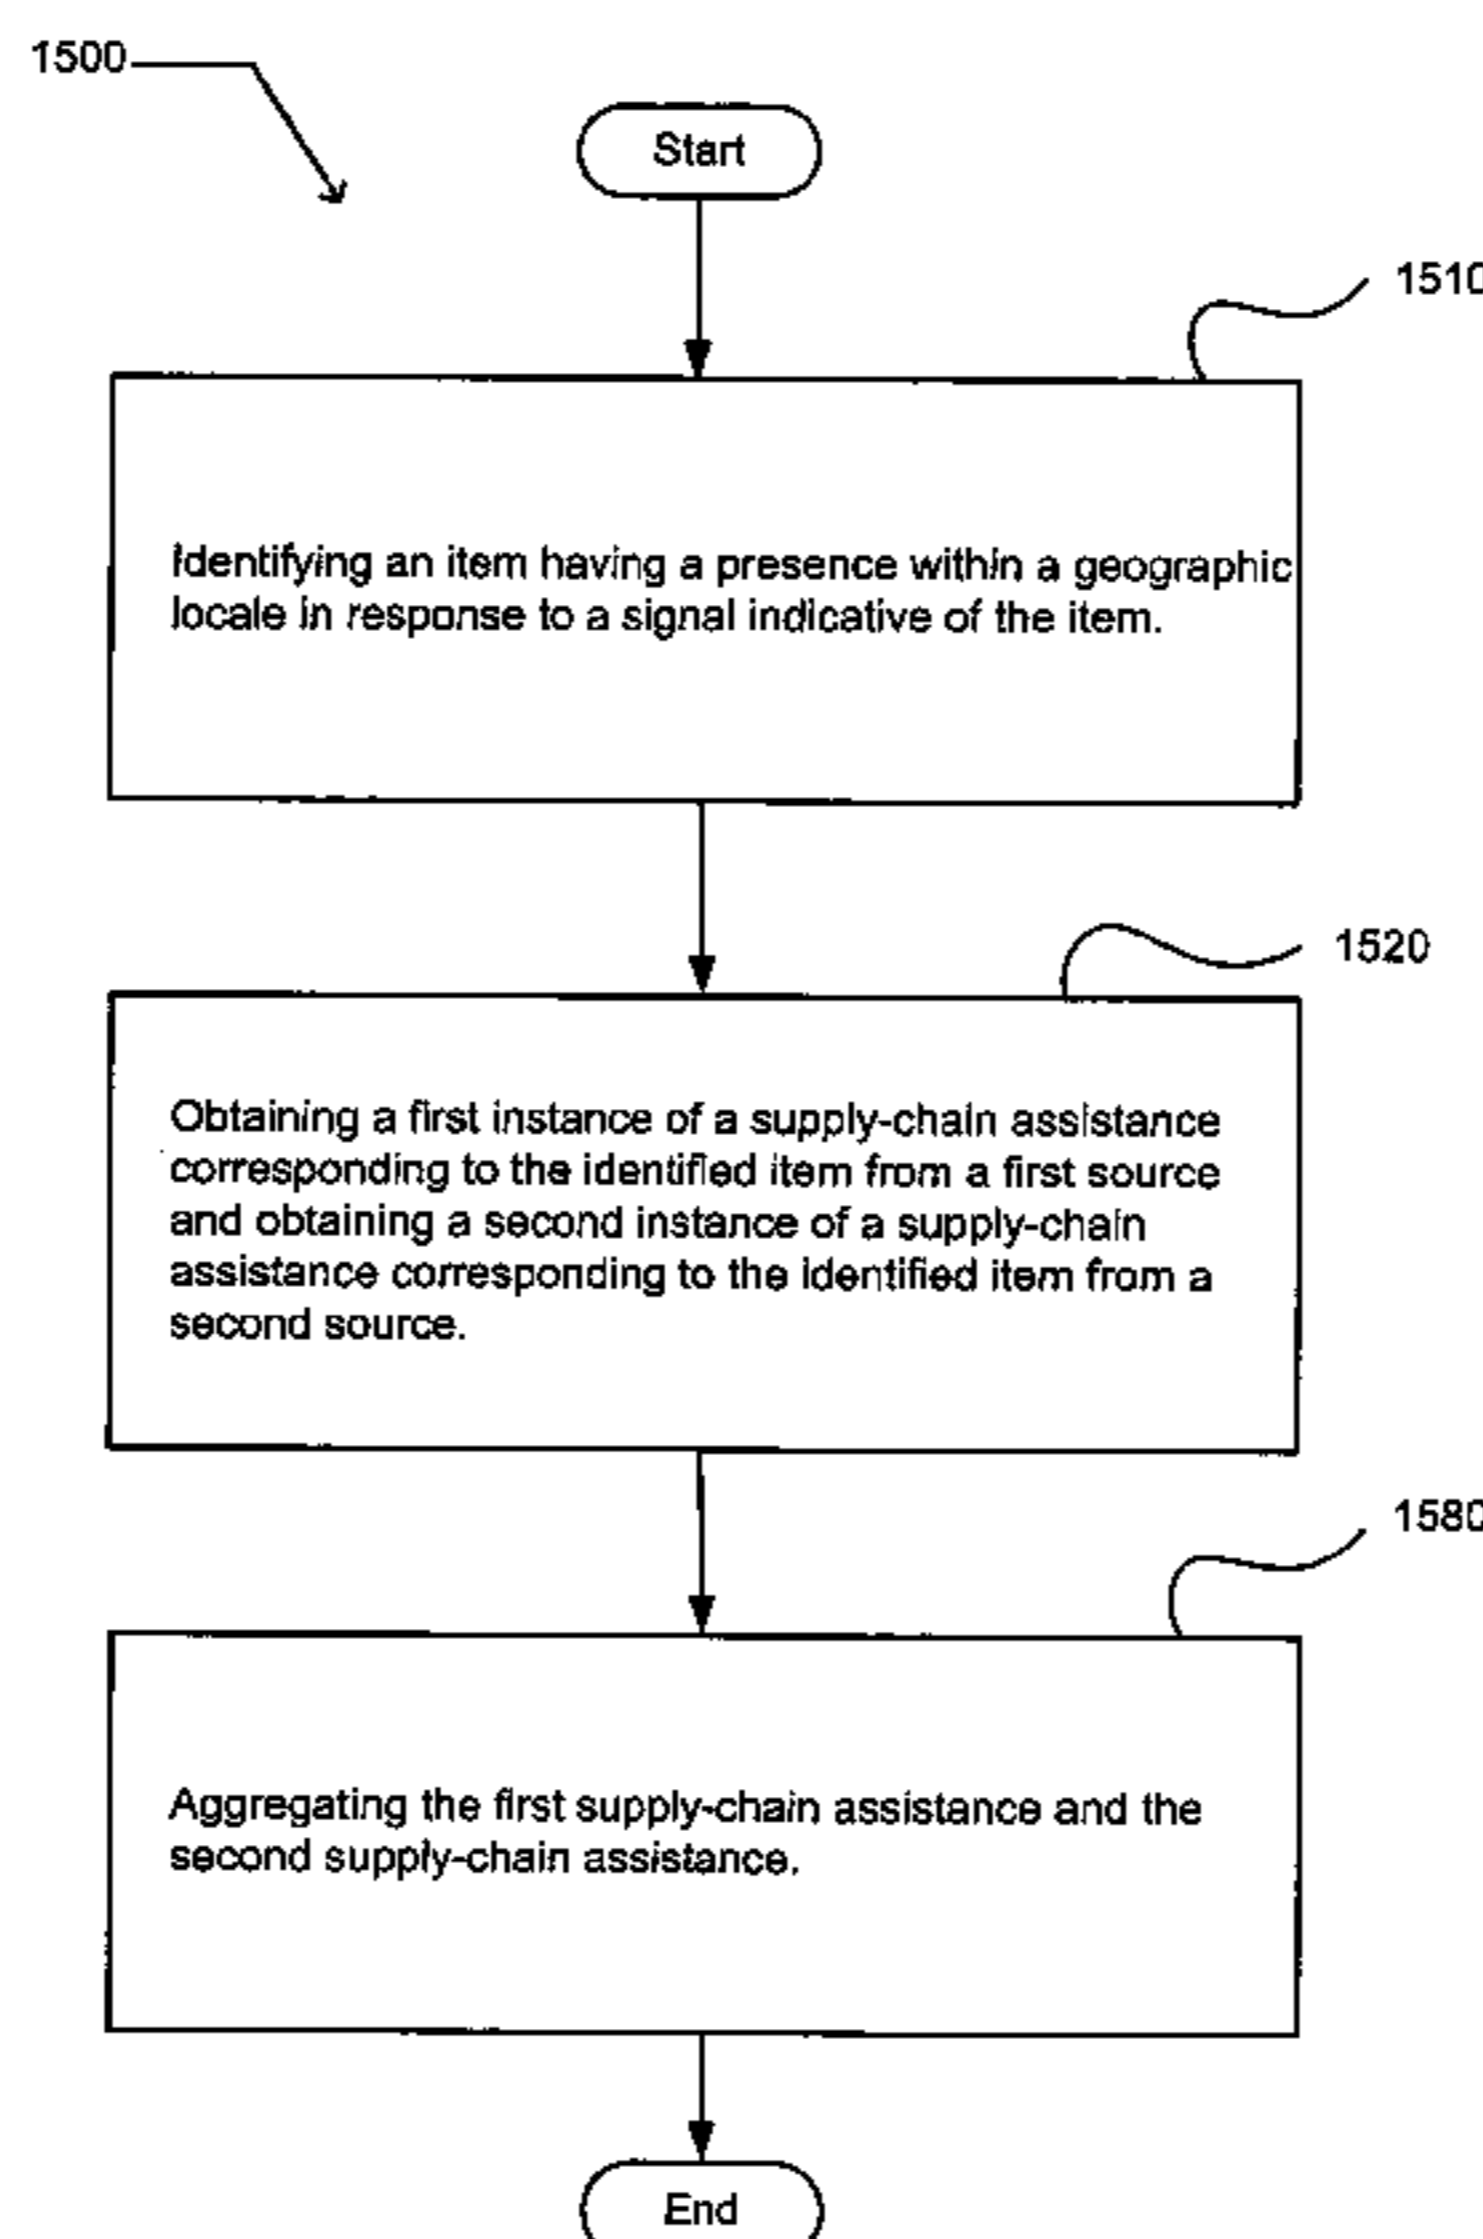 1500
Start
1510
Identifying an item having a presence within a geographic
locale in response to a signal indicative of the item.
1520
Obtaining a first instance of a supply-chain assistance
corresponding to the identified item from a first source
and obtaining a second instance of a supply-chain
assistance corresponding to the identified item from a
second source.
1580
Aggregating the first supply-chain assistance and the
second supply-chain assistance.
End